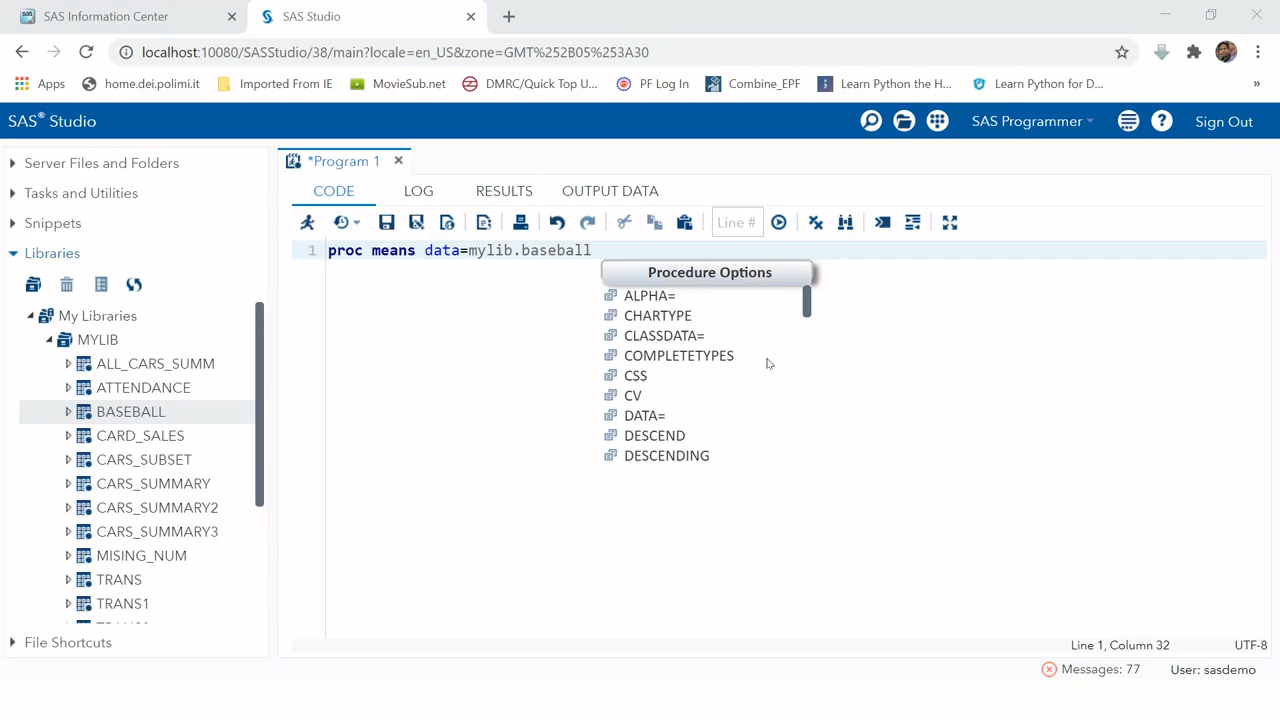 SAS Information Center
SAS Studio
localhost:10080/SASStudio/38/main?locale=en_US&zone=GMT%252B05%253A30
Apps
home.dei.polimi.it
Imported From IE
MovieSub.net
DMRC/Quick Top U...
PF Log In
Combine_EPF
Learn Python the H...
Learn Python for D...
»
SAS® Studio
SAS Programmer
Sign Out
Server Files and Folders
Tasks and Utilities
Snippets
Libraries
My Libraries
MYLIB
ALL_CARS_SUMM
ATTENDANCE
BASEBALL
CARD_SALES
CARS_SUBSET
CARS_SUMMARY
CARS_SUMMARY2
CARS_SUMMARY3
MISING_NUM
TRANS
TRANS1
File Shortcuts
*Program 1
CODE
LOG
RESULTS
OUTPUT DATA
Line #
1 proc means data=mylib.baseball
Procedure Options
ALPHA=
CHARTYPE
CLASSDATA=
COMPLETETYPES
CSS
CV
DATA=
DESCEND
DESCENDING
Line 1, Column 32
UTF-8
Messages: 77
User: sasdemo